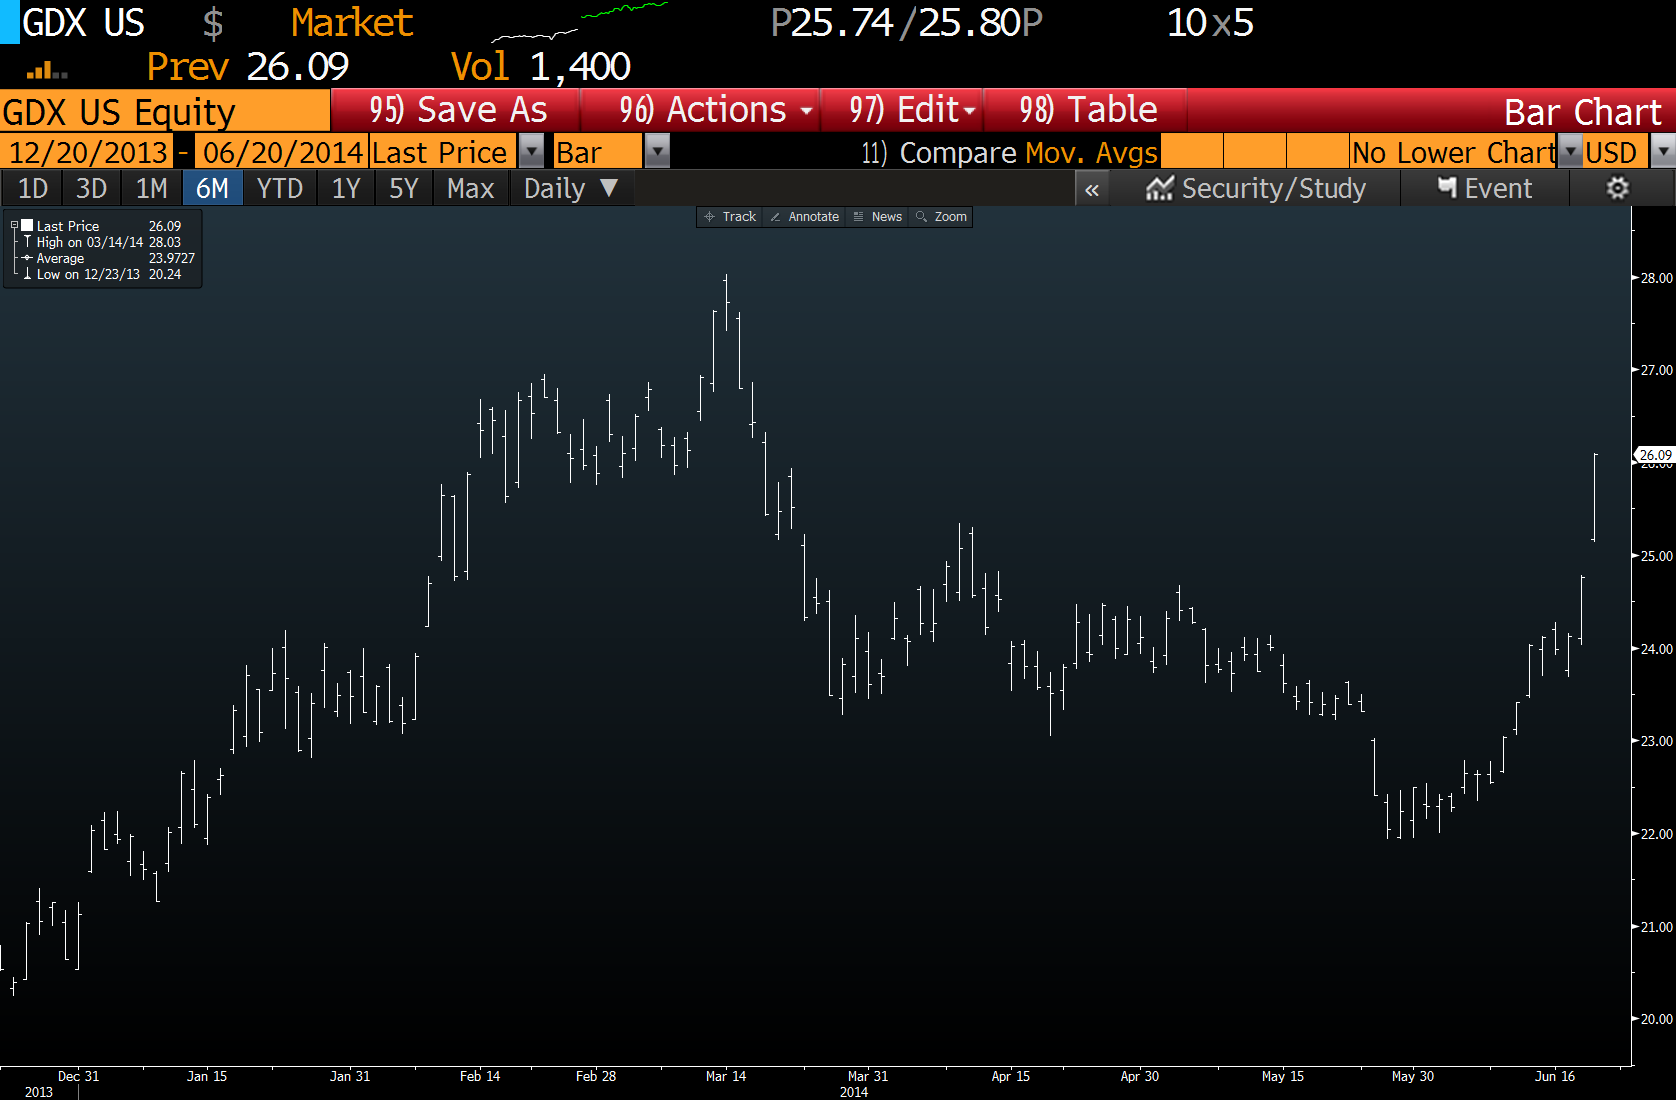 GDX US $ Market P25.74/25.80P 10x5
Prev 26.09 Vol 1,400
GDX US Equity 95) Save As 96) Actions 97) Edit 98) Table Bar Chart
12/20/2013 - 06/20/2014 Last Price Bar 11) Compare Mov. Avgs No Lower Chart USD
1D 3D 1M 6M YTD 1Y 5Y Max Daily ▼ « Security/Study Event
Track Annotate News Zoom
Last Price 26.09
High on 03/14/14 28.03
Average 23.9727
Low on 12/23/13 20.24
28.00
27.00
26.09
26.00
25.00
24.00
23.00
22.00
21.00
20.00
Dec 31 Jan 15 Jan 31 Feb 14 Feb 28 Mar 14 Mar 31 Apr 15 Apr 30 May 15 May 30 Jun 16
2013 2014